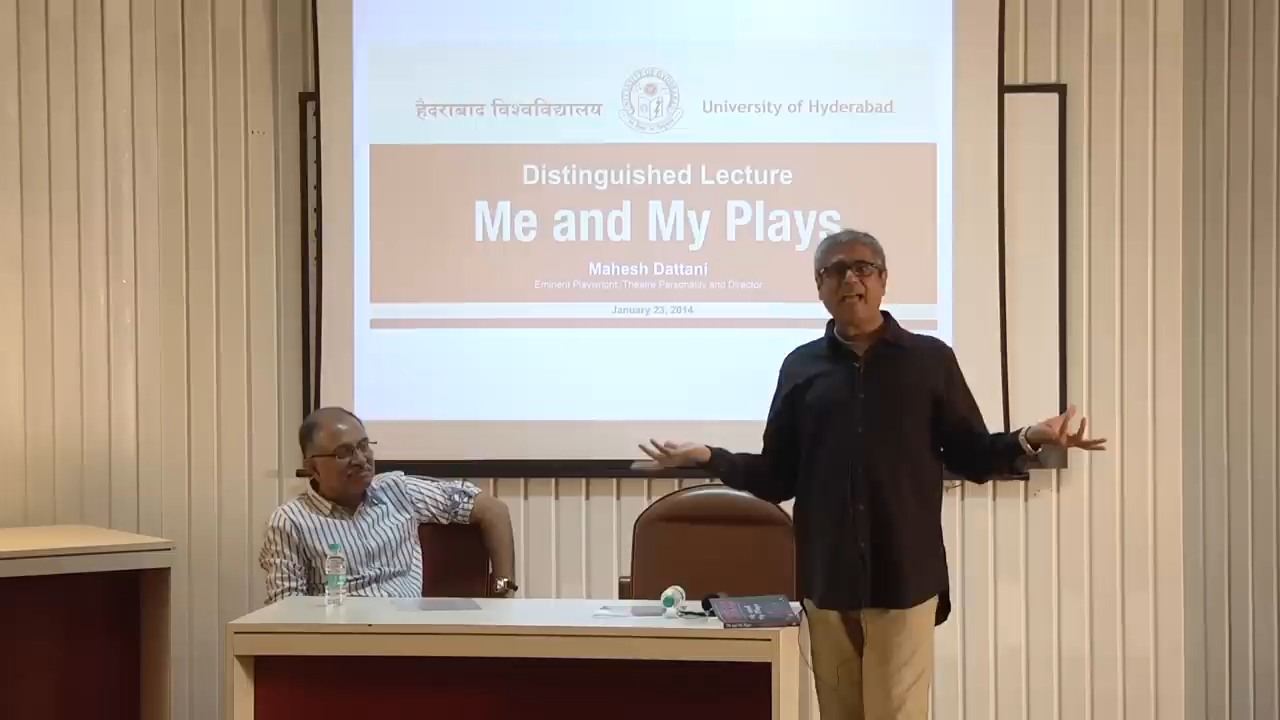 हैदराबाद विश्वविद्यालय
University of Hyderabad
Distinguished Lecture
Me and My Plays
Mahesh Dattani
Eminent Playwright, Theatre Personality and Director
January 23, 2014